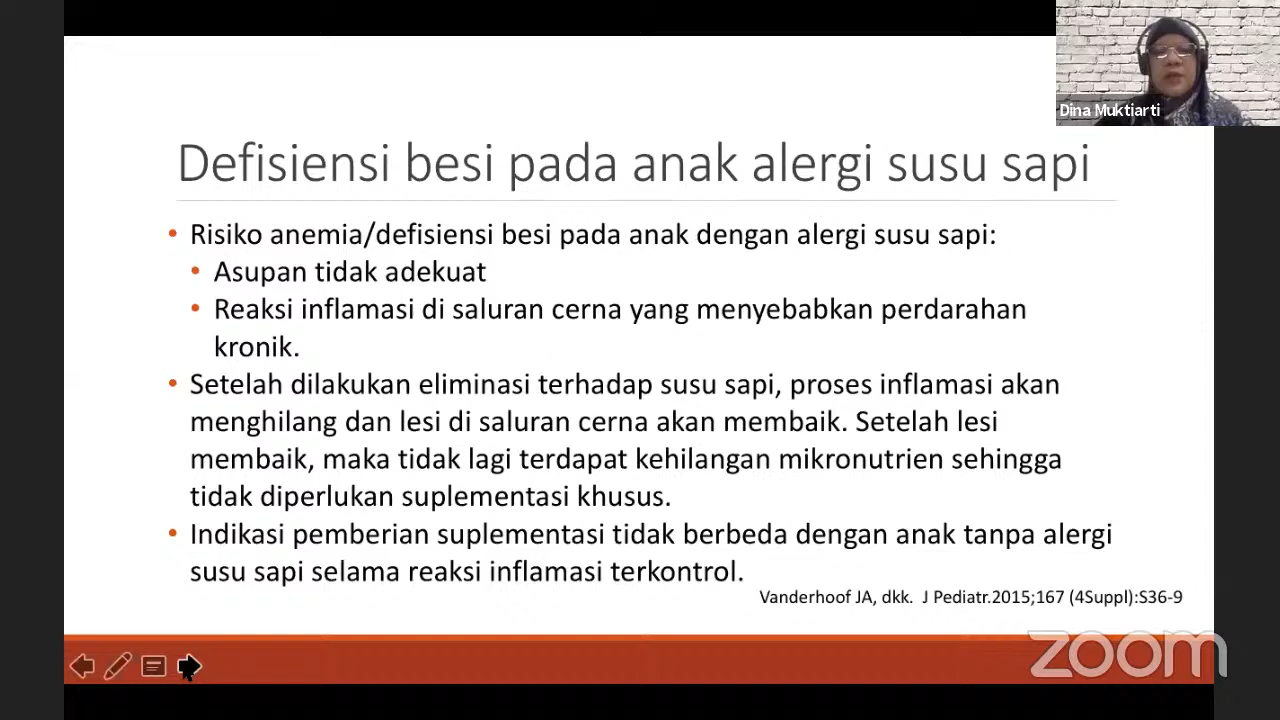 Dina Muktiarti
Defisiensi besi pada anak alergi susu sapi
• Risiko anemia/defisiensi besi pada anak dengan alergi susu sapi:
• Asupan tidak adekuat
• Reaksi inflamasi di saluran cerna yang menyebabkan perdarahan
kronik.
• Setelah dilakukan eliminasi terhadap susu sapi, proses inflamasi akan
menghilang dan lesi di saluran cerna akan membaik. Setelah lesi
membaik, maka tidak lagi terdapat kehilangan mikronutrien sehingga
tidak diperlukan suplementasi khusus.
• Indikasi pemberian suplementasi tidak berbeda dengan anak tanpa alergi
susu sapi selama reaksi inflamasi terkontrol.
Vanderhoof JA, dkk. J Pediatr.2015;167 (4Suppl):S36-9
zoom